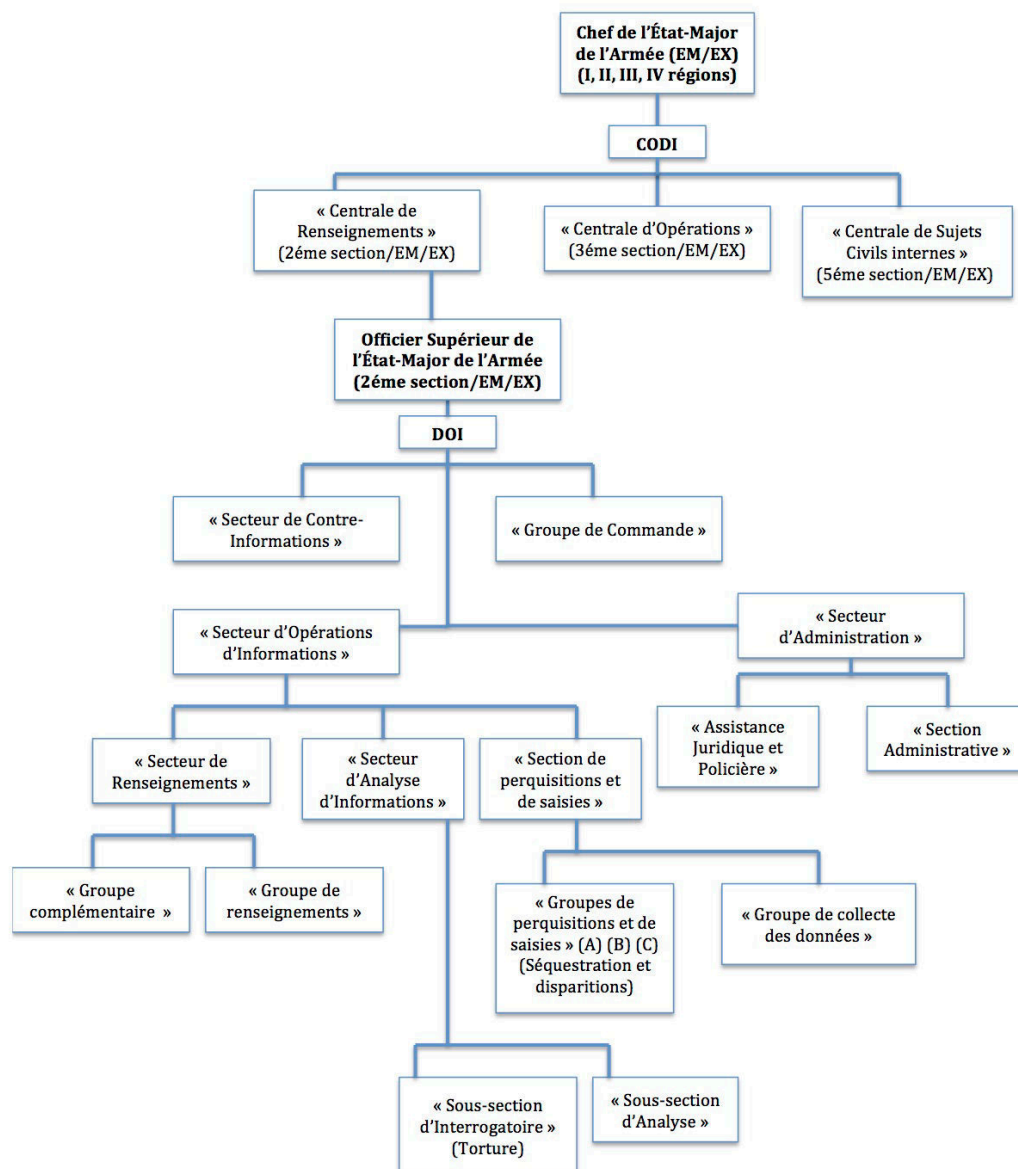 Chef de l’État-Major
de l’Armée (EM/EX)
(I, II, III, IV régions)
CODI
« Centrale de
Renseignements »
(2éme section/EM/EX)
« Centrale d’Opérations »
(3éme section/EM/EX)
« Centrale de Sujets
Civils internes »
(5éme section/EM/EX)
Officier Supérieur de
l’État-Major de l’Armée
(2éme section/EM/EX)
DOI
« Secteur de Contre-
Informations »
« Groupe de Commande »
« Secteur d’Opérations
d’Informations »
« Secteur
d’Administration »
« Assistance
Juridique et
Policière »
« Section
Administrative »
« Secteur de
Renseignements »
« Secteur
d’Analyse
d’Informations »
« Section de
perquisitions et
de saisies »
« Groupe
complémentaire »
« Groupe de
renseignements »
« Groupes de
perquisitions et de
saisies » (A) (B) (C)
(Séquestration et
disparitions)
« Groupe de collecte
des données »
« Sous-section
d’Interrogatoire »
(Torture)
« Sous-section
d’Analyse »